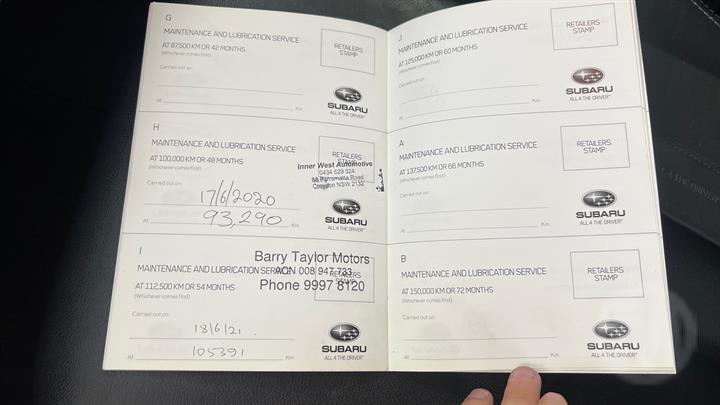 G
MAINTENANCE AND LUBRICATION SERVICE
AT 87,500 KM OR 42 MONTHS
(Whichever comes first)
RETAILERS
STAMP
Carried out on:
At
Km.
SUBARU
ALL 4 THE DRIVER
H
MAINTENANCE AND LUBRICATION SERVICE
AT 100,000 KM OR 48 MONTHS
(Whichever comes first)
RETAILERS
STAMP
Inner West Automotive
0434 629 324
Parramatta Road
Croydon NSW 2132
Carried out on:
17/6/2020
At 93,290 Km.
SUBARU
ALL 4 THE DRIVER
I
MAINTENANCE AND LUBRICATION SERVICE
AT 112,500 KM OR 54 MONTHS
(Whichever comes first)
RETAILERS
STAMP
Barry Taylor Motors
ACN 008 947 733
Phone 9997 8120
Carried out on:
18/6/21.
At 105391 Km.
SUBARU
ALL 4 THE DRIVER
J
MAINTENANCE AND LUBRICATION SERVICE
AT 125,000 KM OR 60 MONTHS
(Whichever comes first)
RETAILERS
STAMP
Carried out on:
At
Km.
SUBARU
ALL 4 THE DRIVER
A
MAINTENANCE AND LUBRICATION SERVICE
AT 137,500 KM OR 66 MONTHS
(Whichever comes first)
RETAILERS
STAMP
Carried out on:
At
Km.
SUBARU
ALL 4 THE DRIVER
B
MAINTENANCE AND LUBRICATION SERVICE
AT 150,000 KM OR 72 MONTHS
(Whichever comes first)
RETAILERS
STAMP
Carried out on:
At
Km.
SUBARU
ALL 4 THE DRIVER